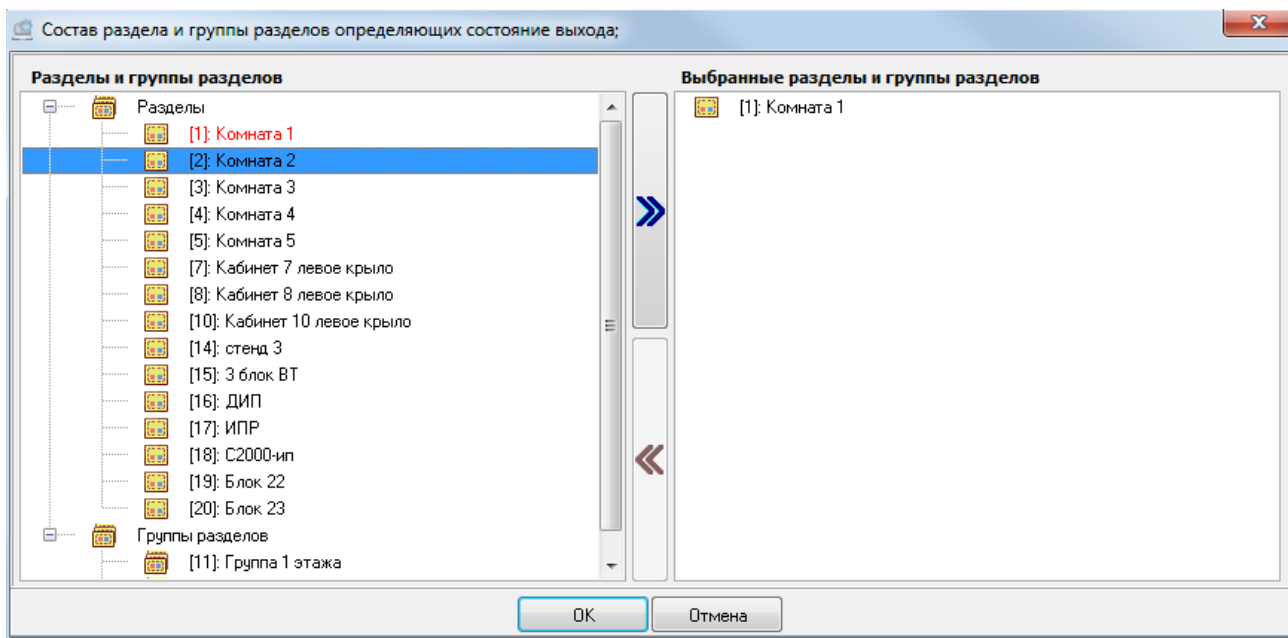 Состав раздела и группы разделов определяющих состояние выхода;
Разделы и группы разделов
Разделы
[1]: Комната 1
[2]: Комната 2
[3]: Комната 3
[4]: Комната 4
[5]: Комната 5
[7]: Кабинет 7 левое крыло
[8]: Кабинет 8 левое крыло
[10]: Кабинет 10 левое крыло
[14]: стенд 3
[15]: 3 блок ВТ
[16]: ДИП
[17]: ИПР
[18]: С2000-ип
[19]: Блок 22
[20]: Блок 23
Группы разделов
[11]: Группа 1 этажа
Выбранные разделы и группы разделов
[1]: Комната 1
OK
Отмена